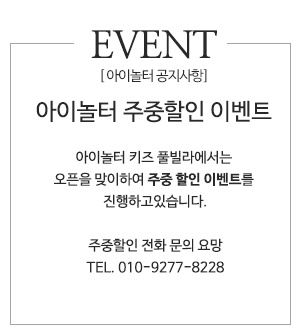 EVENT
[ 아이놀터 공지사항]
아이놀터 주중할인 이벤트
아이놀터 키즈 풀빌라에서는
오픈을 맞이하여 주중 할인 이벤트를
진행하고있습니다.
주중할인 전화 문의 요망
TEL. 010-9277-8228